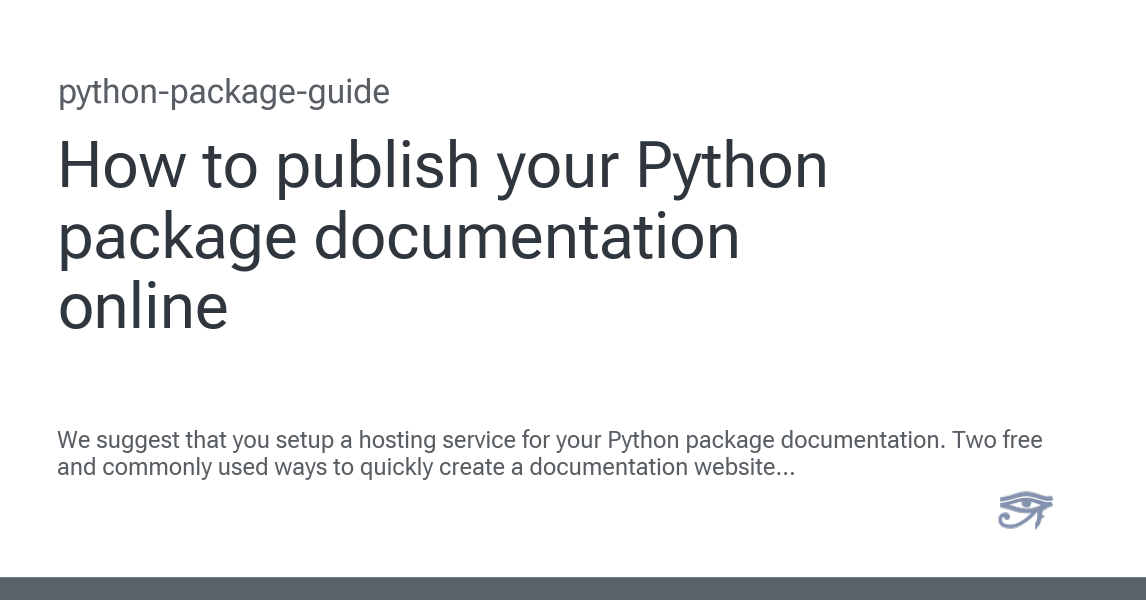 python-package-guide
How to publish your Python
package documentation
online
We suggest that you setup a hosting service for your Python package documentation. Two free
and commonly used ways to quickly create a documentation website...